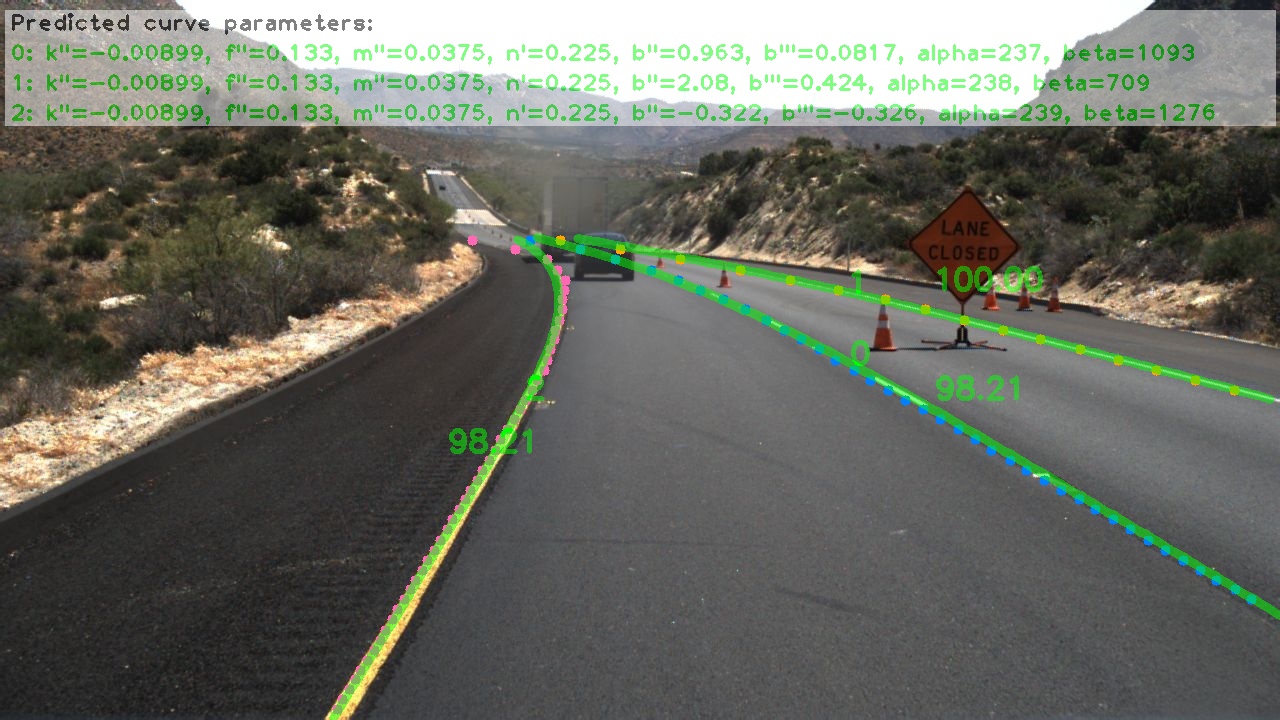 Predicted curve parameters:
0: k''=-0.00899, f''=0.133, m''=0.0375, n'=0.225, b''=0.963, b'''=0.0817, alpha=237, beta=1093
1: k''=-0.00899, f''=0.133, m''=0.0375, n'=0.225, b''=2.08, b'''=0.424, alpha=238, beta=709
2: k''=-0.00899, f''=0.133, m''=0.0375, n'=0.225, b''=-0.322, b'''=-0.326, alpha=239, beta=1276
LANE
CLOSED
1
100.00
0
98.21
2
98.21